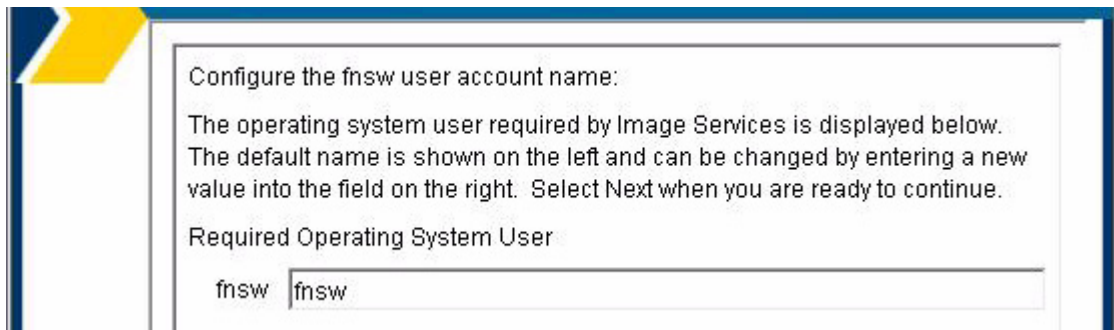 Configure the fnsw user account name:
The operating system user required by Image Services is displayed below.
The default name is shown on the left and can be changed by entering a new
value into the field on the right. Select Next when you are ready to continue.
Required Operating System User
fnsw fnsw